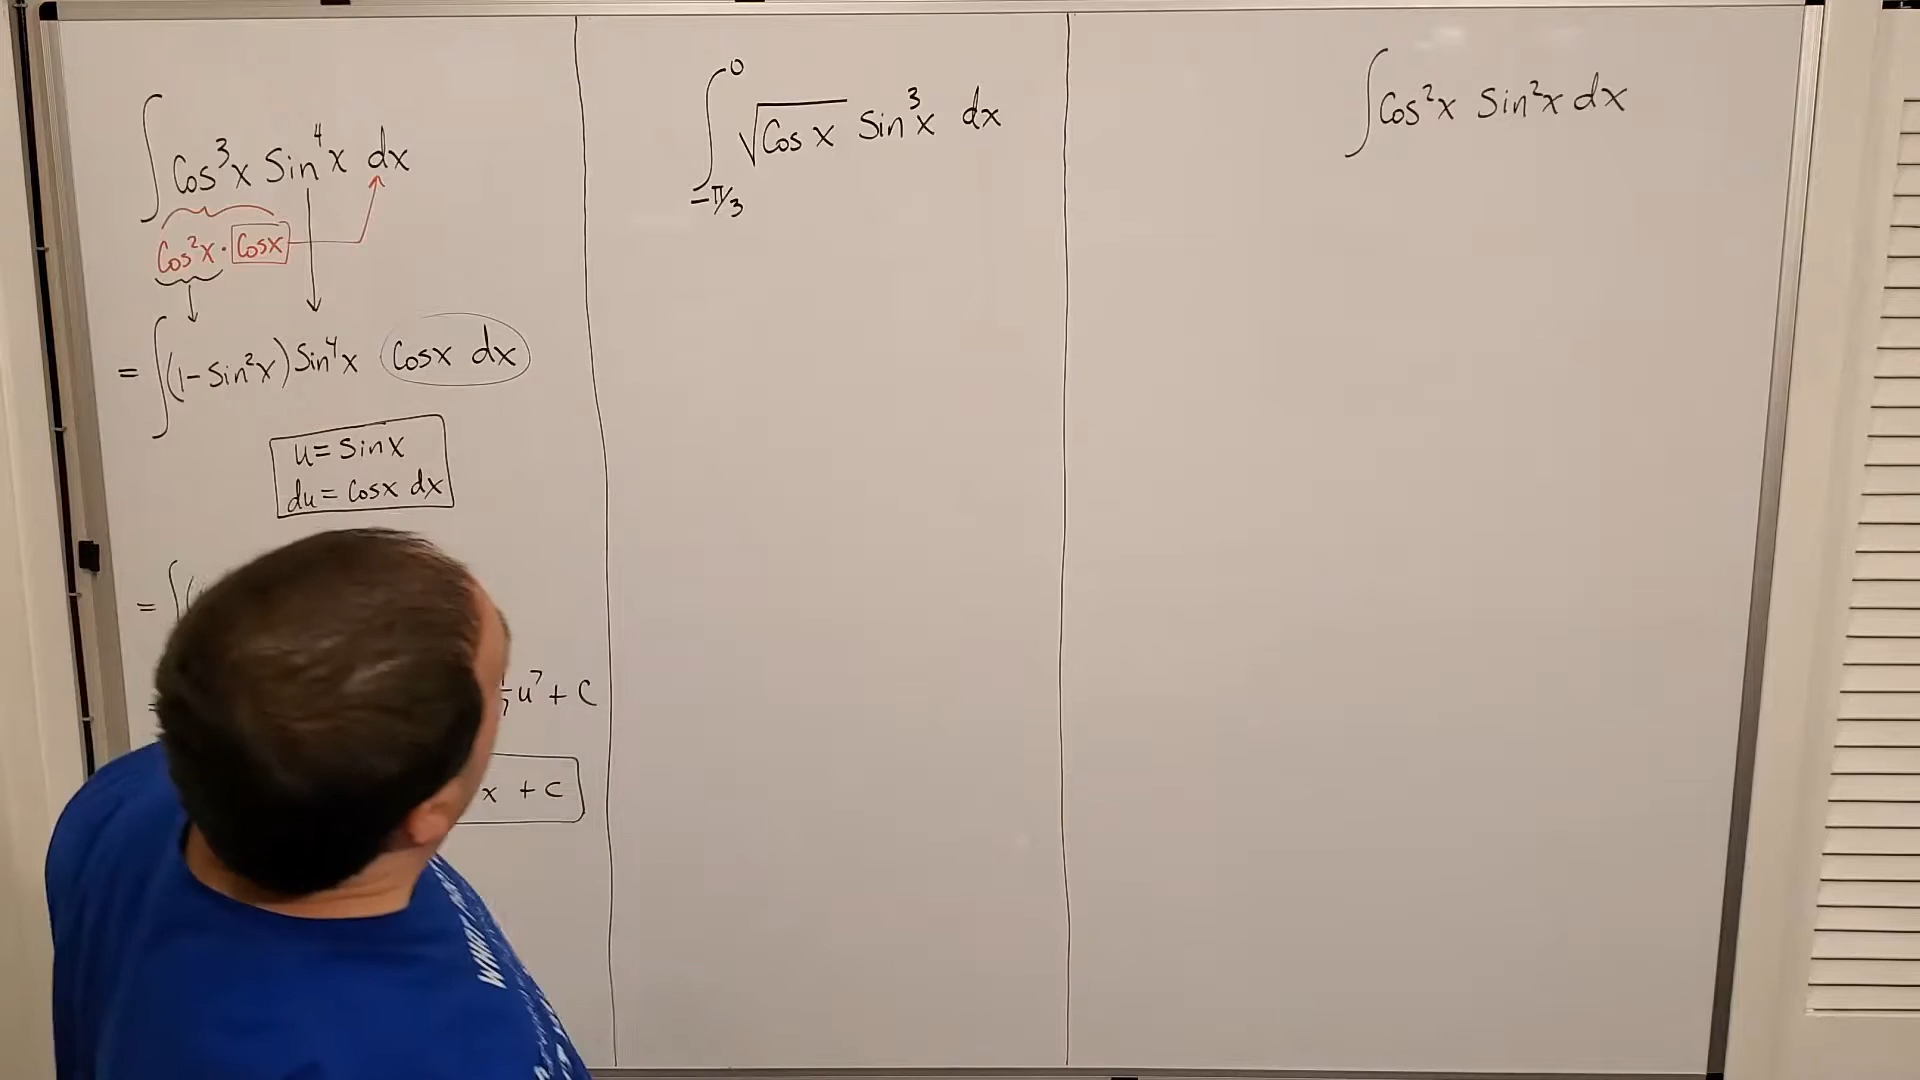 ∫ Cos³x Sin⁴x dx
Cos²x · Cosx
= ∫ (1 - Sin²x) Sin⁴x Cosx dx
u = Sinx
du = Cosx dx
= ∫ (
u⁷ + C
x + C
∫_{-π/3}^{0} √(Cos x) Sin³x dx
∫ Cos²x Sin²x dx
WHAT